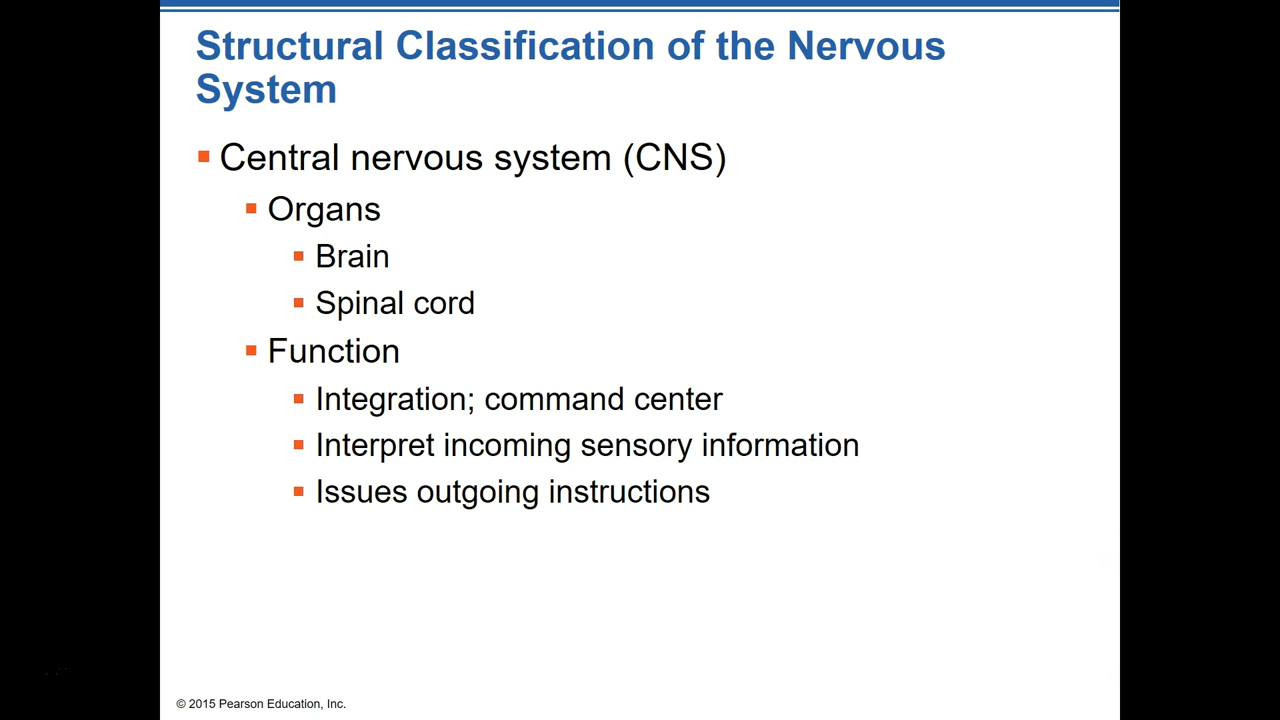 Structural Classification of the Nervous
System
Central nervous system (CNS)
Organs
Brain
Spinal cord
Function
Integration; command center
Interpret incoming sensory information
Issues outgoing instructions
© 2015 Pearson Education, Inc.